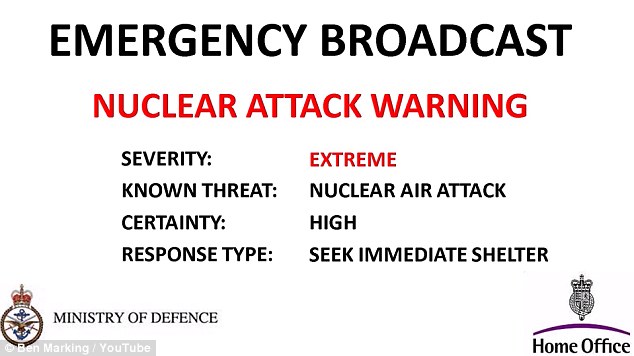 EMERGENCY BROADCAST
NUCLEAR ATTACK WARNING
SEVERITY: EXTREME
KNOWN THREAT: NUCLEAR AIR ATTACK
CERTAINTY: HIGH
RESPONSE TYPE: SEEK IMMEDIATE SHELTER
MINISTRY OF DEFENCE
Home Office
© Ben Marking / YouTube